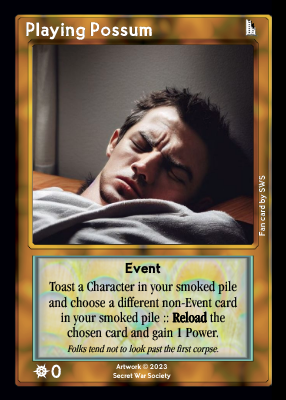 Playing Possum
Fan card by SWS
Event
Toast a Character in your smoked pile
and choose a different non-Event card
in your smoked pile :: Reload the
chosen card and gain 1 Power.
Folks tend not to look past the first corpse.
0
Artwork © 2023
Secret War Society